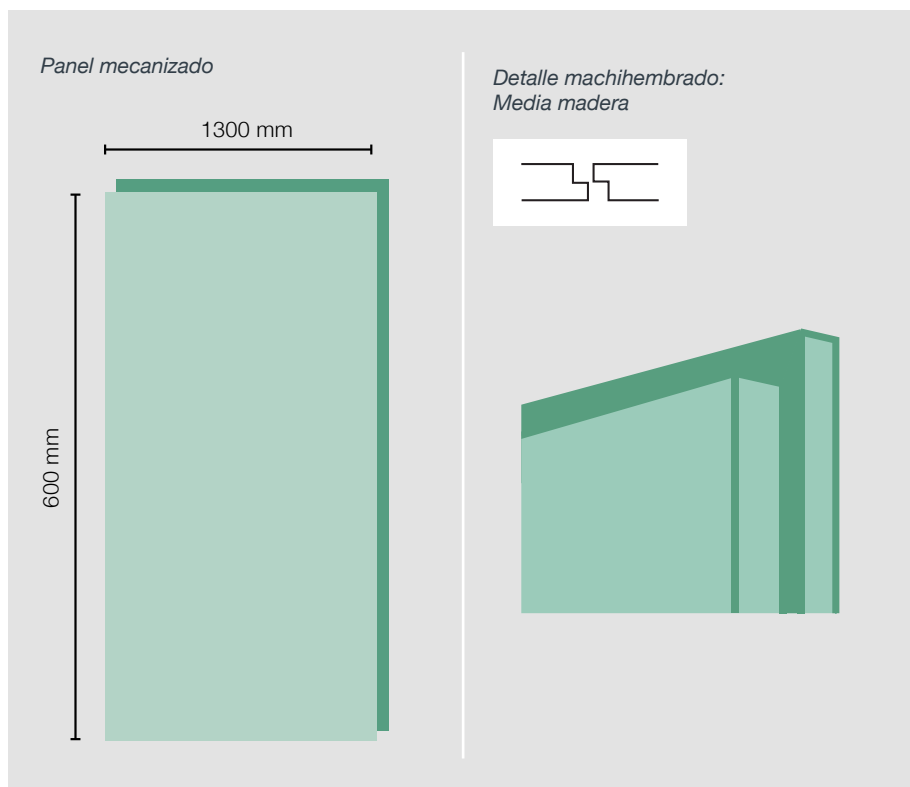 Panel mecanizado
1300 mm
600 mm
Detalle machihembrado:
Media madera